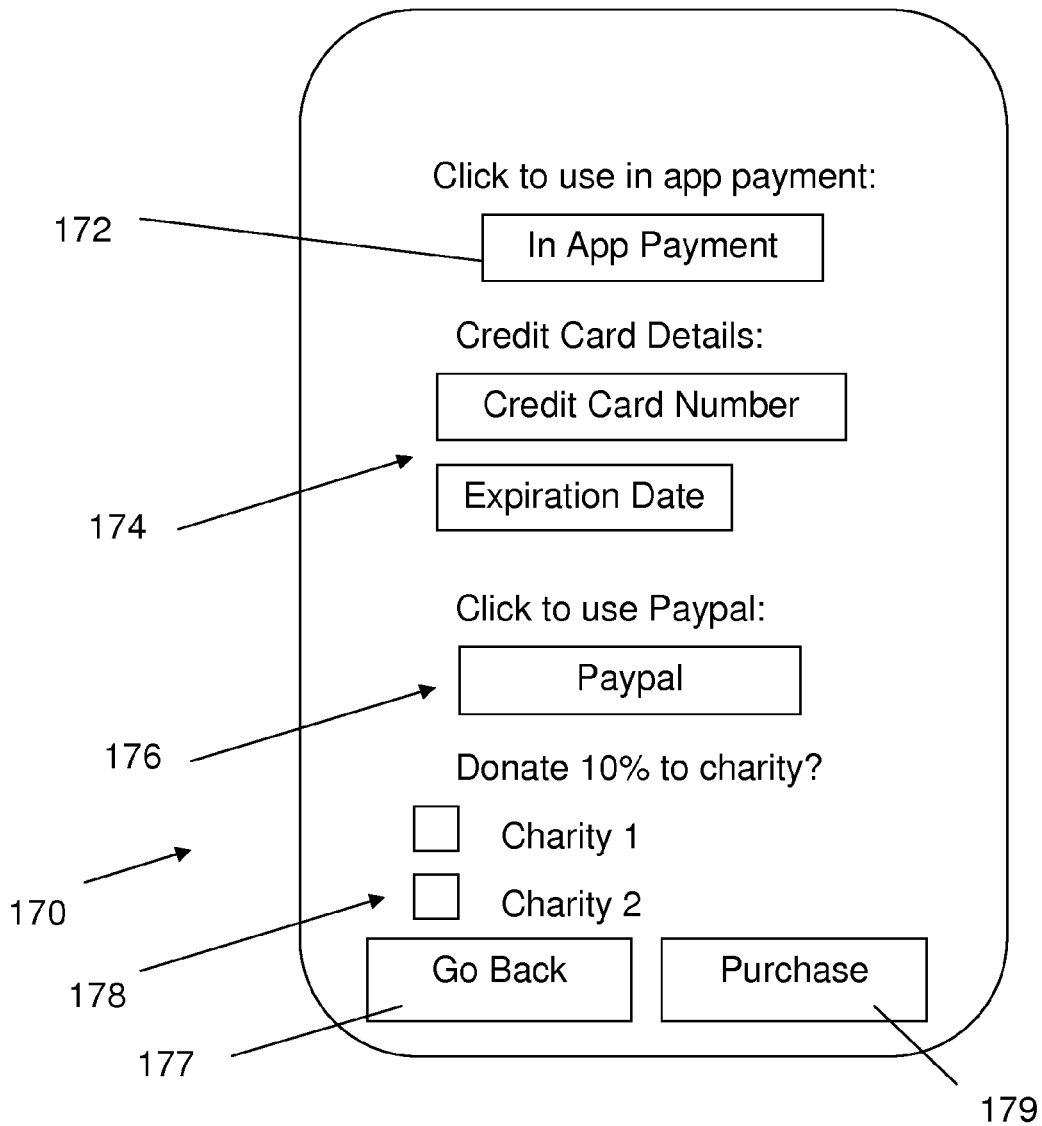 Click to use in app payment:
172
In App Payment
Credit Card Details:
Credit Card Number
174
Expiration Date
Click to use Paypal:
Paypal
176
Donate 10% to charity?
Charity 1
170
Charity 2
178
Go Back
Purchase
177
179